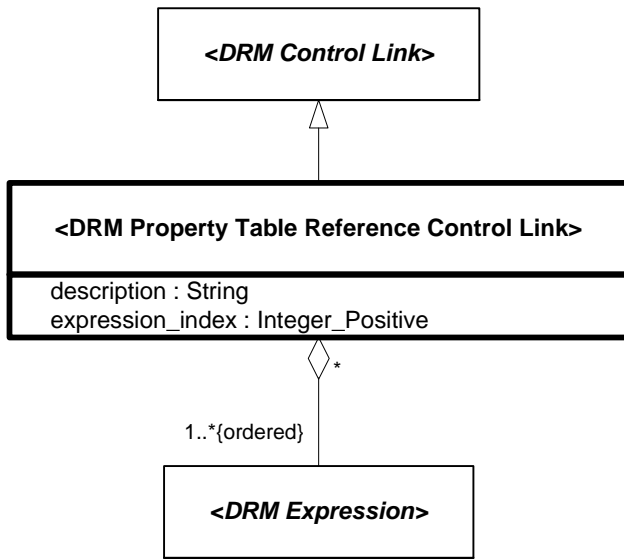 <DRM Control Link>
<DRM Property Table Reference Control Link>
description : String
expression_index : Integer_Positive
*
1..*{ordered}
<DRM Expression>